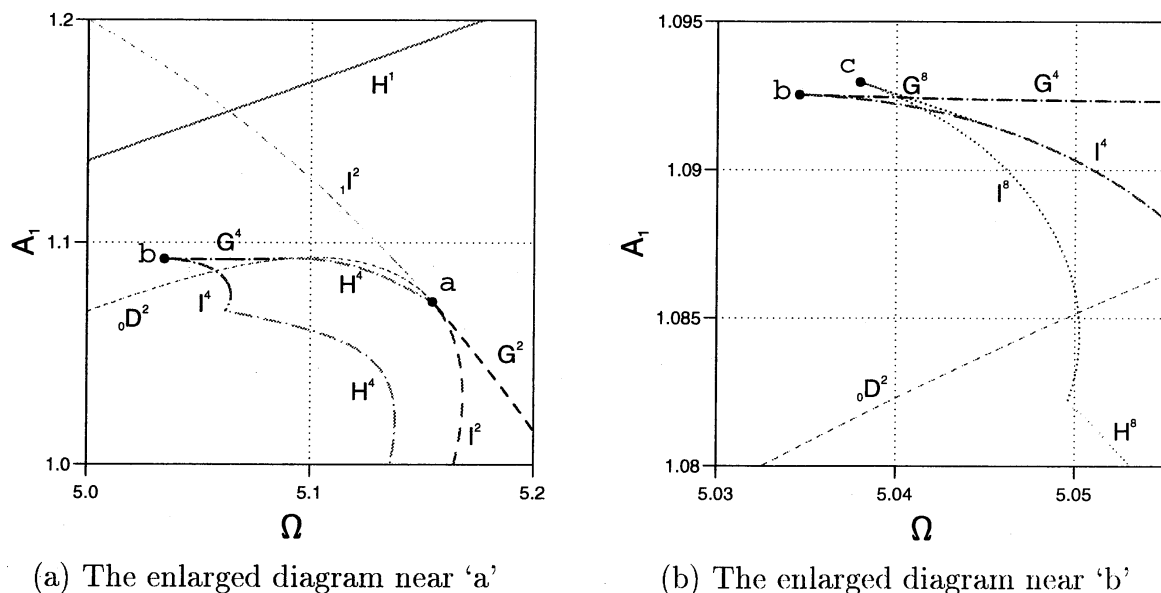 1.2
1.1
1.0
A₁
H¹
₁I²
b
G⁴
H⁴
a
I⁴
₀D²
G²
H⁴
I²
5.0
5.1
5.2
Ω
(a) The enlarged diagram near ‘a’
1.095
1.09
1.085
1.08
A₁
c
b
G⁸
G⁴
I⁴
I⁸
₀D²
H⁸
5.03
5.04
5.05
Ω
(b) The enlarged diagram near ‘b’